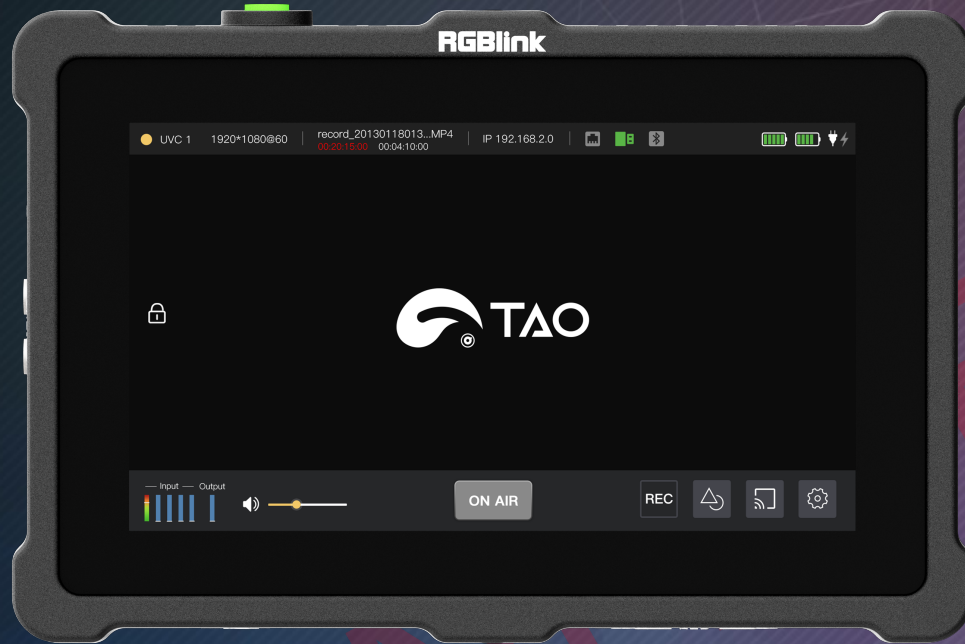 RGBlink
UVC 1 1920*1080@60 record_20130118013...MP4 IP 192.168.2.0
00:20:15:00 00:04:10:00
TAO
Input Output
ON AIR
REC